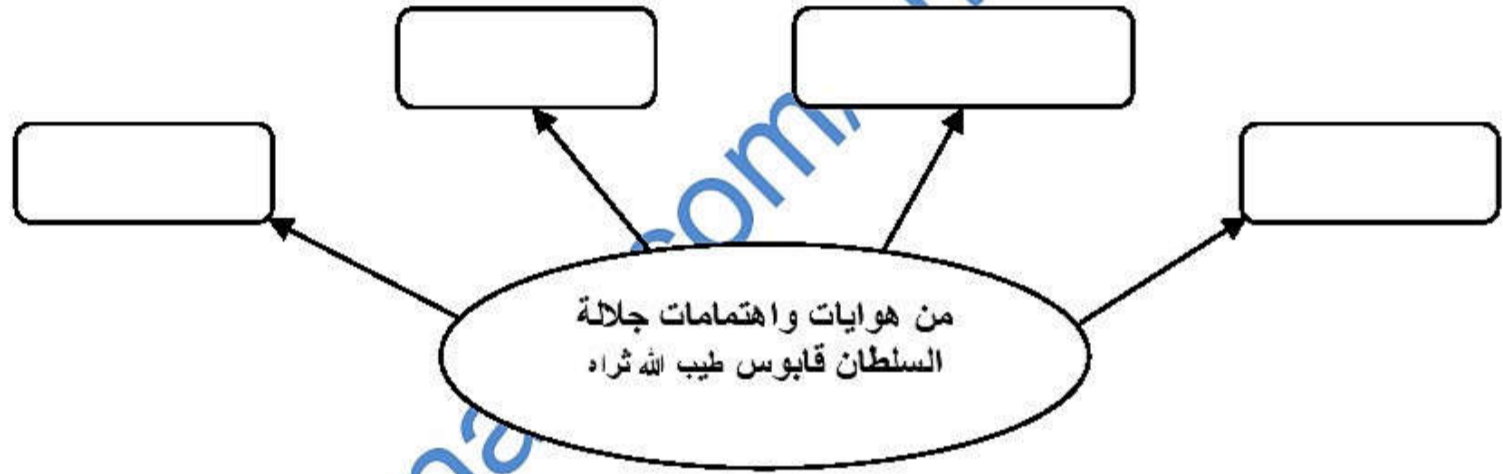 من هوايات واهتمامات جلالة
السلطان قابوس طيب الله ثراه